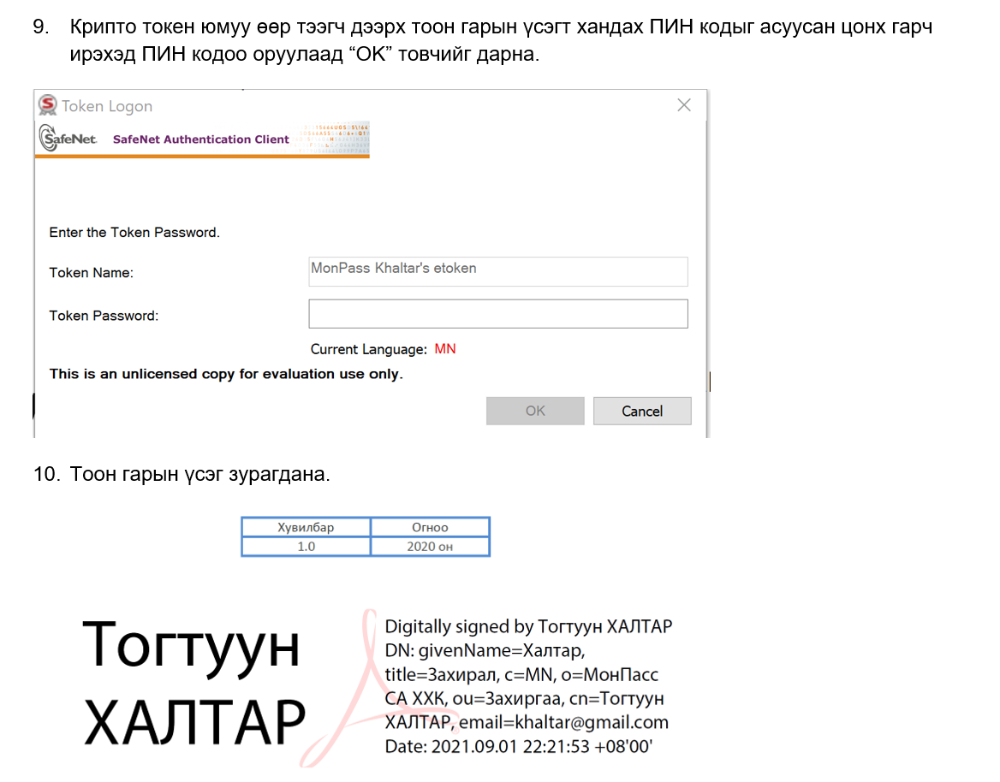 9. Крипто токен юмуу өөр тээгч дээрх тоон гарын үсэгт хандах ПИН кодыг асуусан цонх гарч
ирэхэд ПИН кодоо оруулаад “OK” товчийг дарна.
Token Logon
SafeNet. SafeNet Authentication Client
Enter the Token Password.
Token Name: MonPass Khaltar's etoken
Token Password:
Current Language: MN
This is an unlicensed copy for evaluation use only.
OK Cancel
10. Тоон гарын үсэг зурагдана.
Хувилбар Огноо
1.0 2020 он
Тогтуун
ХАЛТАР
Digitally signed by Тогтуун ХАЛТАР
DN: givenName=Халтар,
title=Захирал, c=MN, o=МонПасс
СА ХХК, ou=Захиргаа, cn=Тогтуун
ХАЛТАР, email=khaltar@gmail.com
Date: 2021.09.01 22:21:53 +08'00'